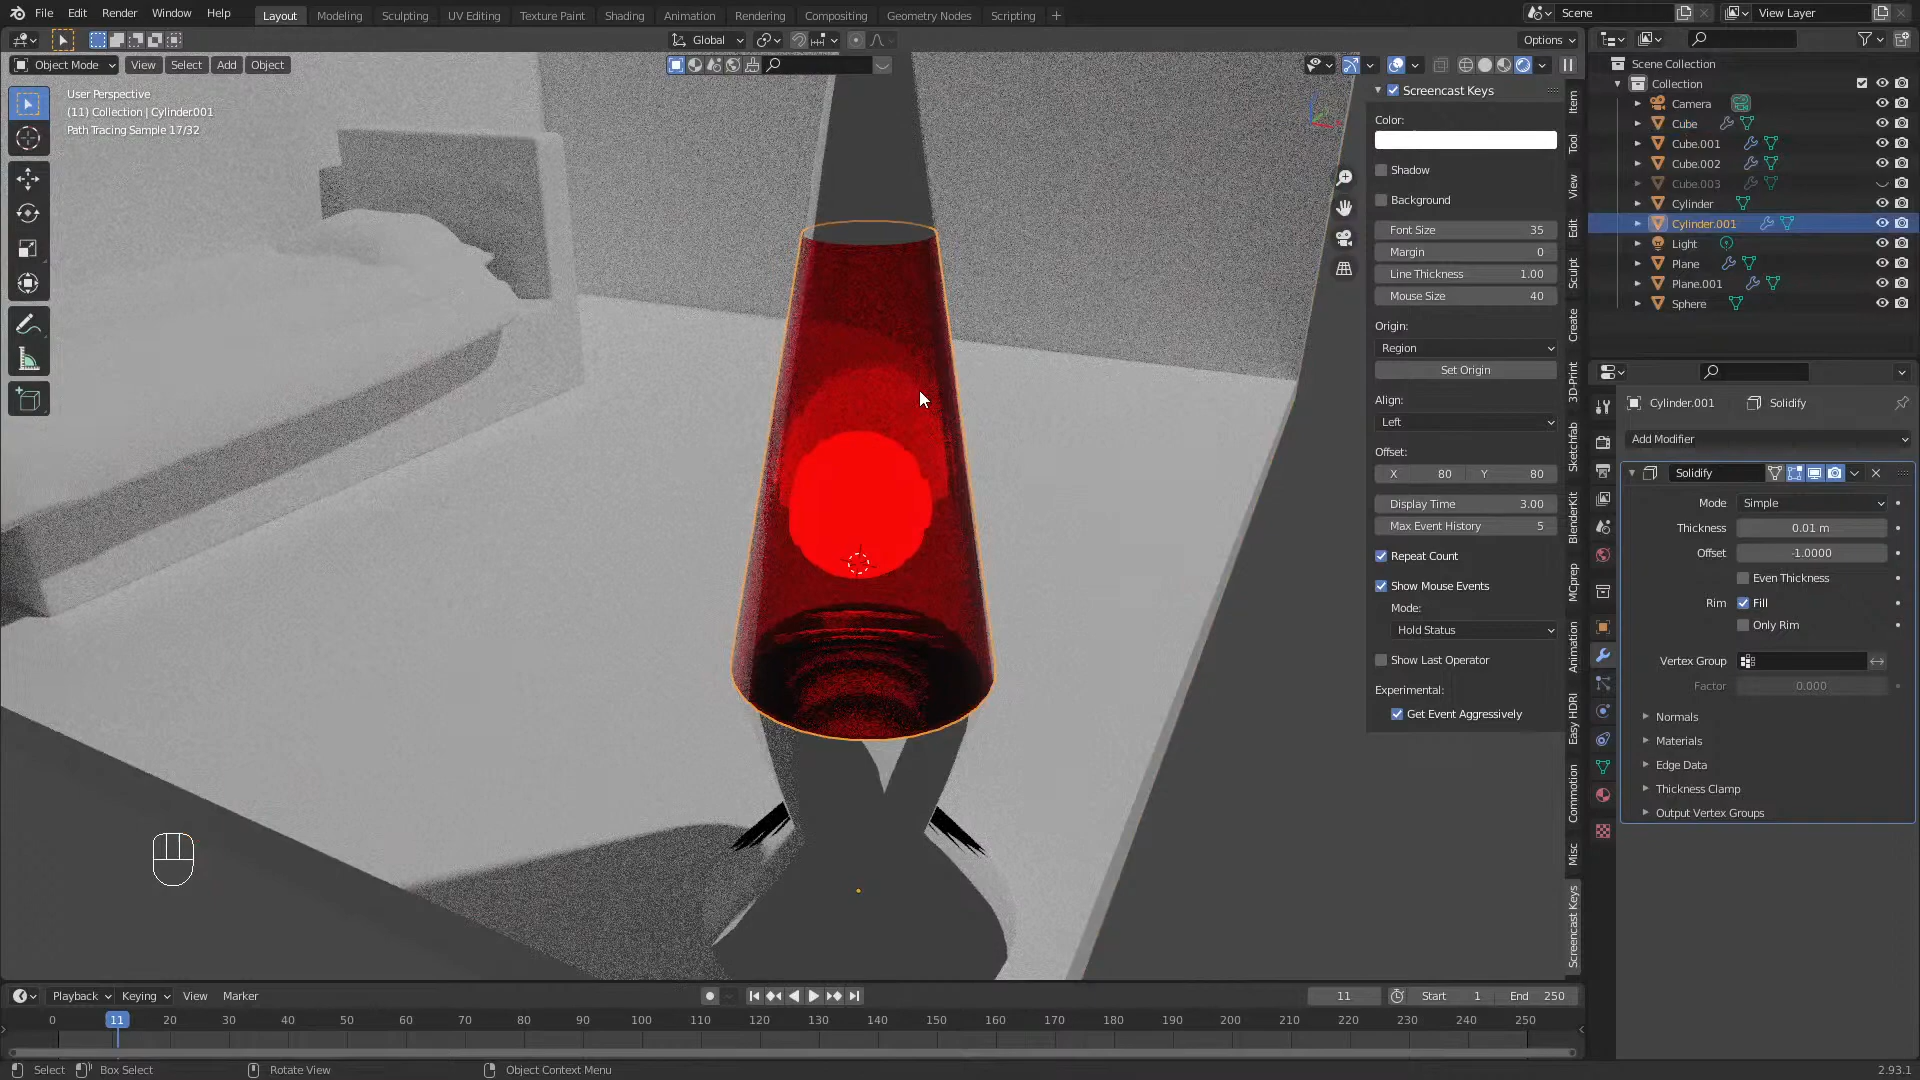 File Edit Render Window Help Layout Modeling Sculpting UV Editing Texture Paint Shading Animation Rendering Compositing Geometry Nodes Scripting + Scene View Layer
Global Options
Object Mode View Select Add Object
User Perspective
(11) Collection | Cylinder.001
Path Tracing Sample 17/32
Screencast Keys
Color:
Shadow
Background
Font Size 35
Margin 0
Line Thickness 1.00
Mouse Size 40
Origin:
Region
Set Origin
Align:
Left
Offset:
X 80 Y 80
Display Time 3.00
Max Event History 5
Repeat Count
Show Mouse Events
Mode:
Hold Status
Show Last Operator
Experimental:
Get Event Aggressively
Item
Tool
View
Edit
Sculpt
Create
3D-Print
Sketchfab
BlenderKit
MCprep
Animation
Easy HDRI
Commotion
Misc
Screencast Keys
Scene Collection
Collection
Camera
Cube
Cube.001
Cube.002
Cube.003
Cylinder
Cylinder.001
Light
Plane
Plane.001
Sphere
Cylinder.001 Solidify
Add Modifier
Solidify
Mode Simple
Thickness 0.01 m
Offset -1.0000
Even Thickness
Rim Fill
Only Rim
Vertex Group
Factor 0.000
Normals
Materials
Edge Data
Thickness Clamp
Output Vertex Groups
Playback Keying View Marker 11 Start 1 End 250
0 11 20 30 40 50 60 70 80 90 100 110 120 130 140 150 160 170 180 190 200 210 220 230 240 250
Select Box Select Rotate View Object Context Menu 2.93.1